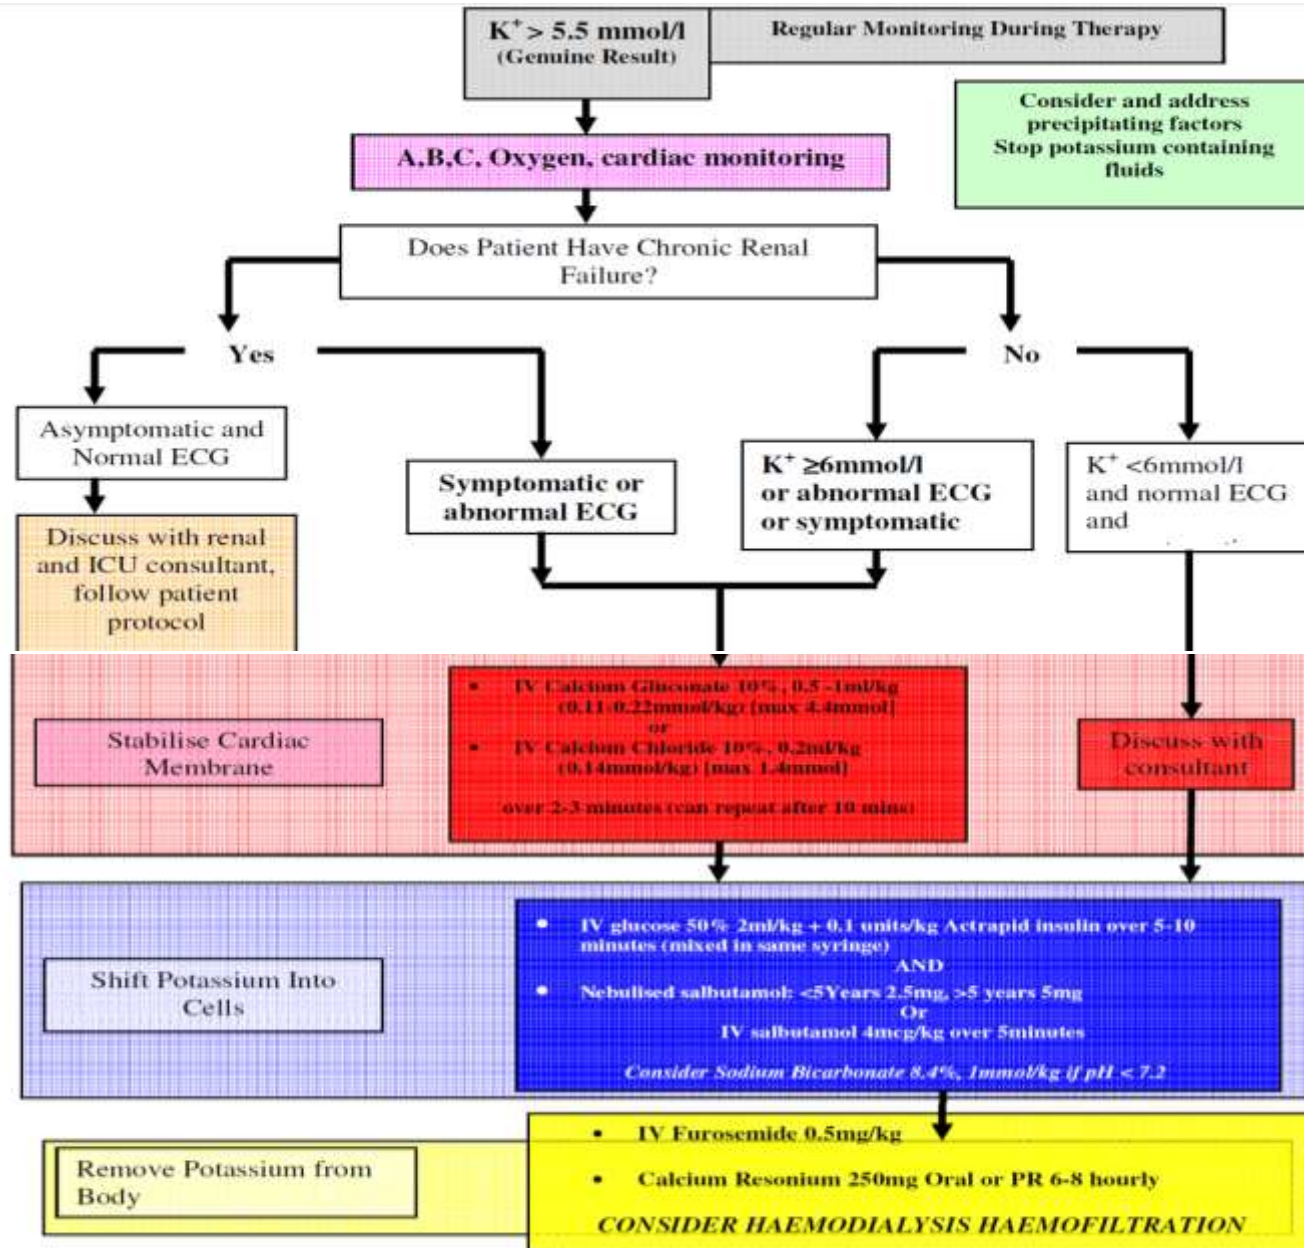 K+ > 5.5 mmol/l
(Genuine Result)
Regular Monitoring During Therapy
Consider and address
precipitating factors
Stop potassium containing
fluids
A,B,C, Oxygen, cardiac monitoring
Does Patient Have Chronic Renal
Failure?
Yes
No
Asymptomatic and
Normal ECG
Symptomatic or
abnormal ECG
K+ ≥6mmol/l
or abnormal ECG
or symptomatic
K+ <6mmol/l
and normal ECG
and
Discuss with renal
and ICU consultant,
follow patient
protocol
Stabilise Cardiac
Membrane
• IV Calcium Gluconate 10%, 0.5 -1ml/kg
(0.11-0.22mmol/kg) [max 4.4mmol]
or
• IV Calcium Chloride 10%, 0.2ml/kg
(0.14mmol/kg) [max 1.4mmol]
over 2-3 minutes (can repeat after 10 mins)
Discuss with
consultant
Shift Potassium Into
Cells
• IV glucose 50% 2ml/kg + 0.1 units/kg Actrapid insulin over 5-10
minutes (mixed in same syringe)
AND
• Nebulised salbutamol: <5Years 2.5mg, >5 years 5mg
Or
IV salbutamol 4mcg/kg over 5minutes
Consider Sodium Bicarbonate 8.4%, 1mmol/kg if pH < 7.2
Remove Potassium from
Body
• IV Furosemide 0.5mg/kg
• Calcium Resonium 250mg Oral or PR 6-8 hourly
CONSIDER HAEMODIALYSIS HAEMOFILTRATION